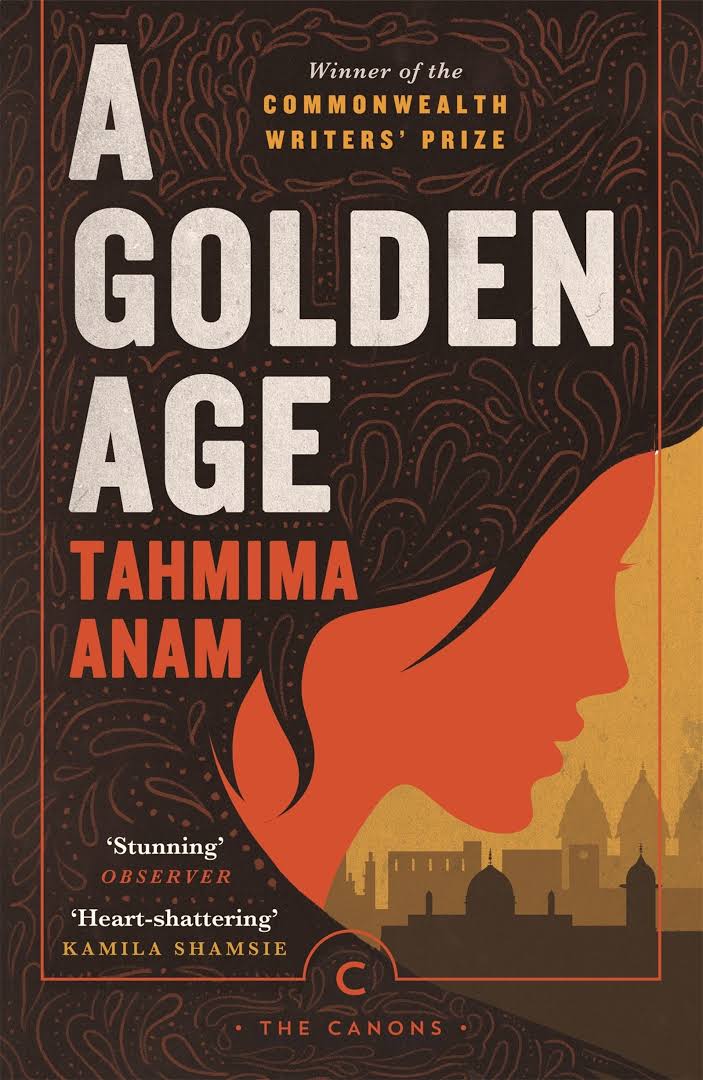 A
GOLDEN
AGE
Winner of the
COMMONWEALTH
WRITERS’ PRIZE
TAHMIMA
ANAM
‘Stunning’
OBSERVER
‘Heart-shattering’
KAMILA SHAMSIE
C
• THE CANONS •